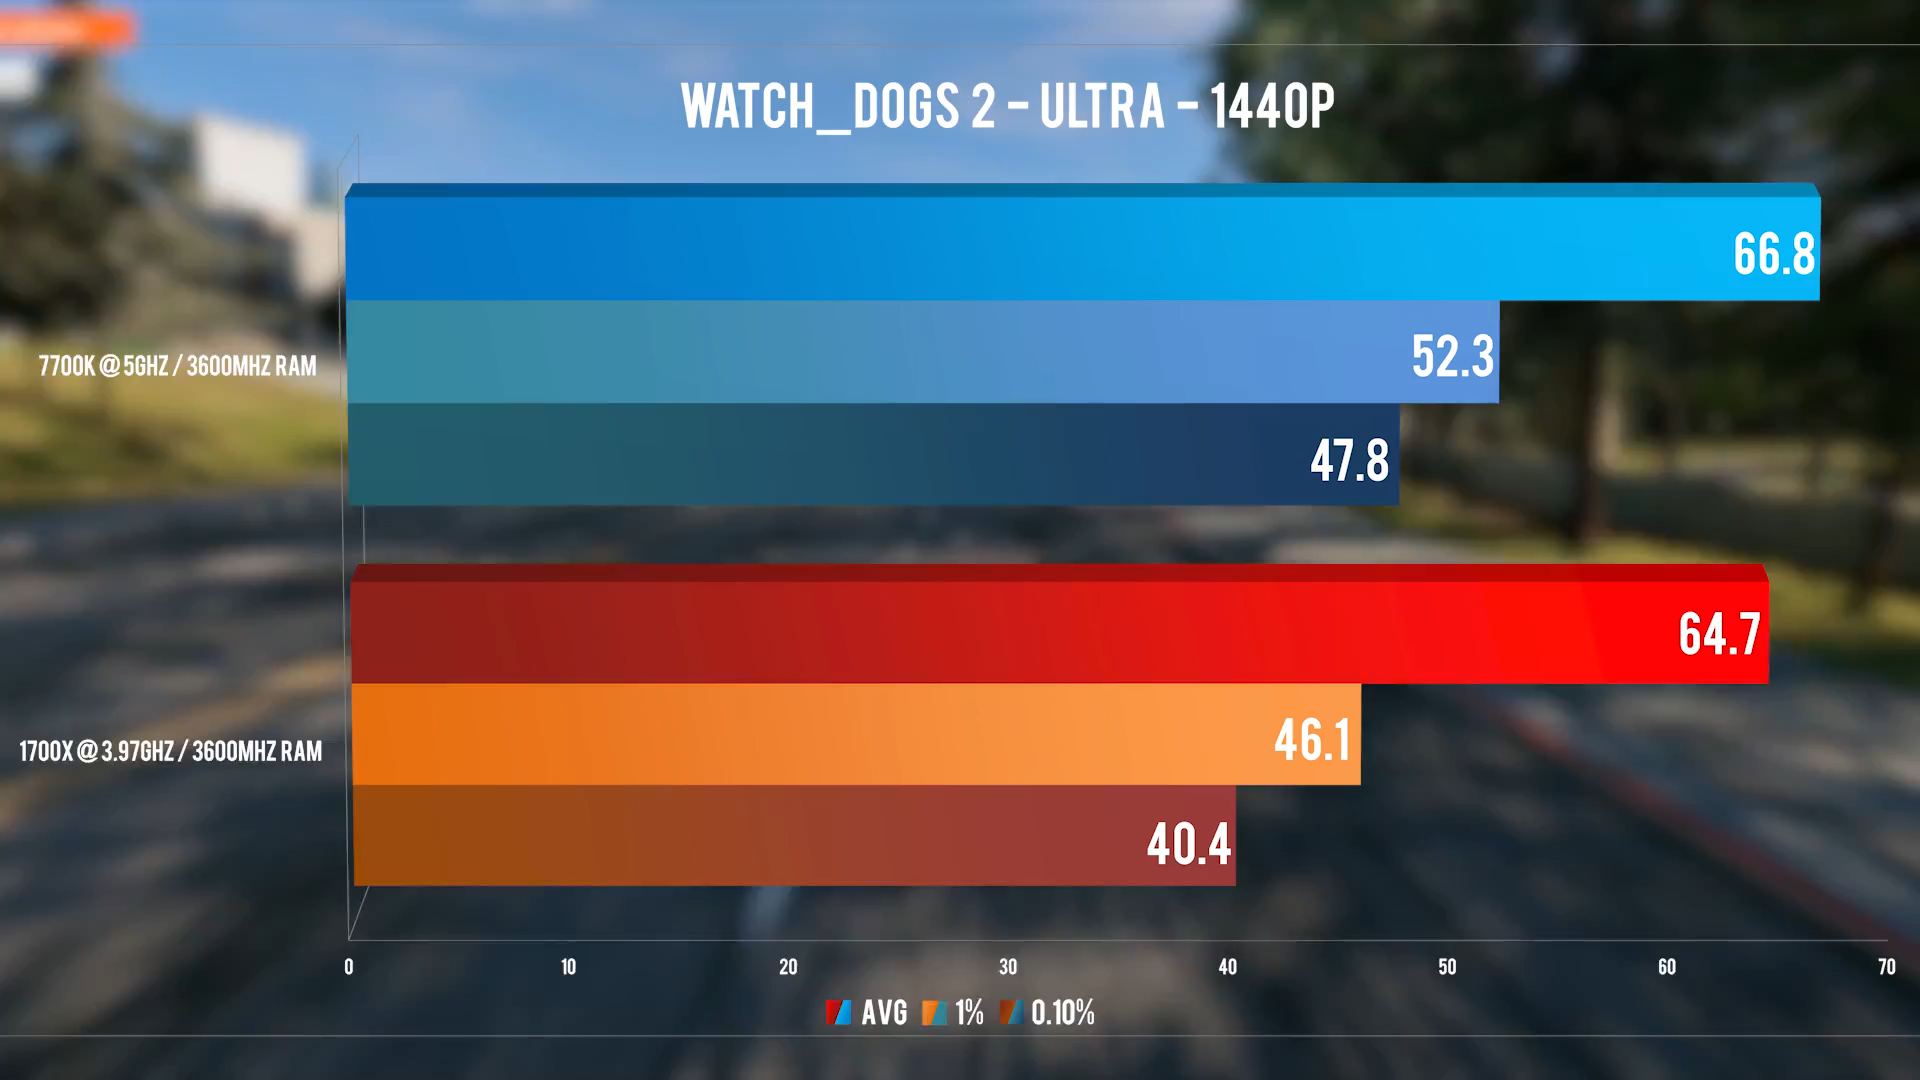 WATCH_DOGS 2 - ULTRA - 1440P
66.8
52.3
7700K @ 5GHZ / 3600MHZ RAM
47.8
64.7
46.1
1700X @ 3.97GHZ / 3600MHZ RAM
40.4
0 10 20 30 40 50 60 70
AVG 1% 0.10%